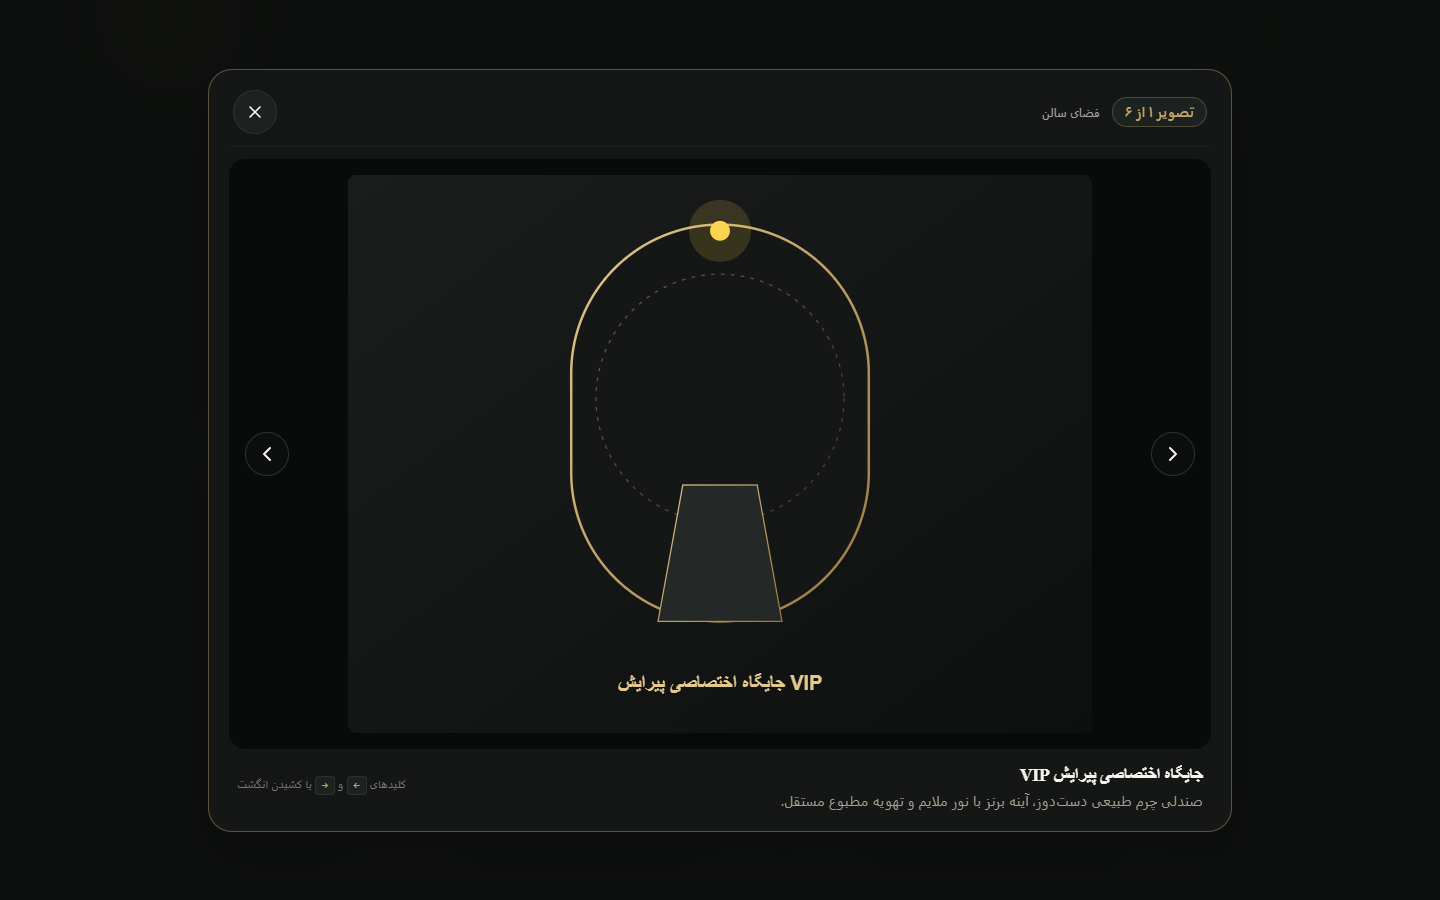 تصویر ۱ از ۶
فضای سالن
VIP جایگاه اختصاصی پیرایش
جایگاه اختصاصی پیرایش VIP
صندلی چرم طبیعی دست‌دوز، آینه برنز با نور ملایم و تهویه مطبوع مستقل.
کلیدهای ← و → یا کشیدن انگشت